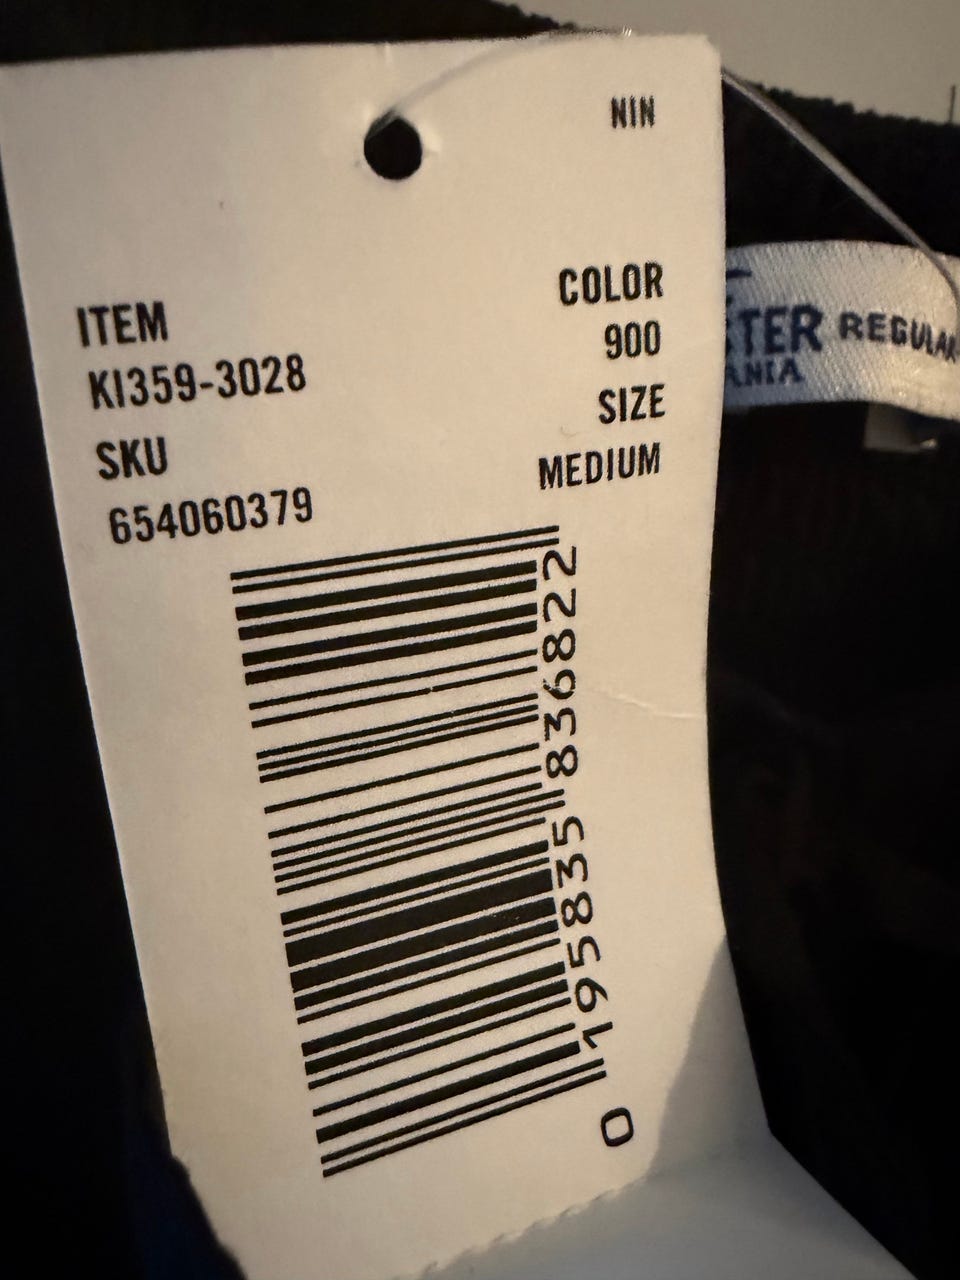 NIN
ITEM
KI359-3028
SKU
654060379
COLOR
900
SIZE
MEDIUM
0 195835 836822
REGULAR